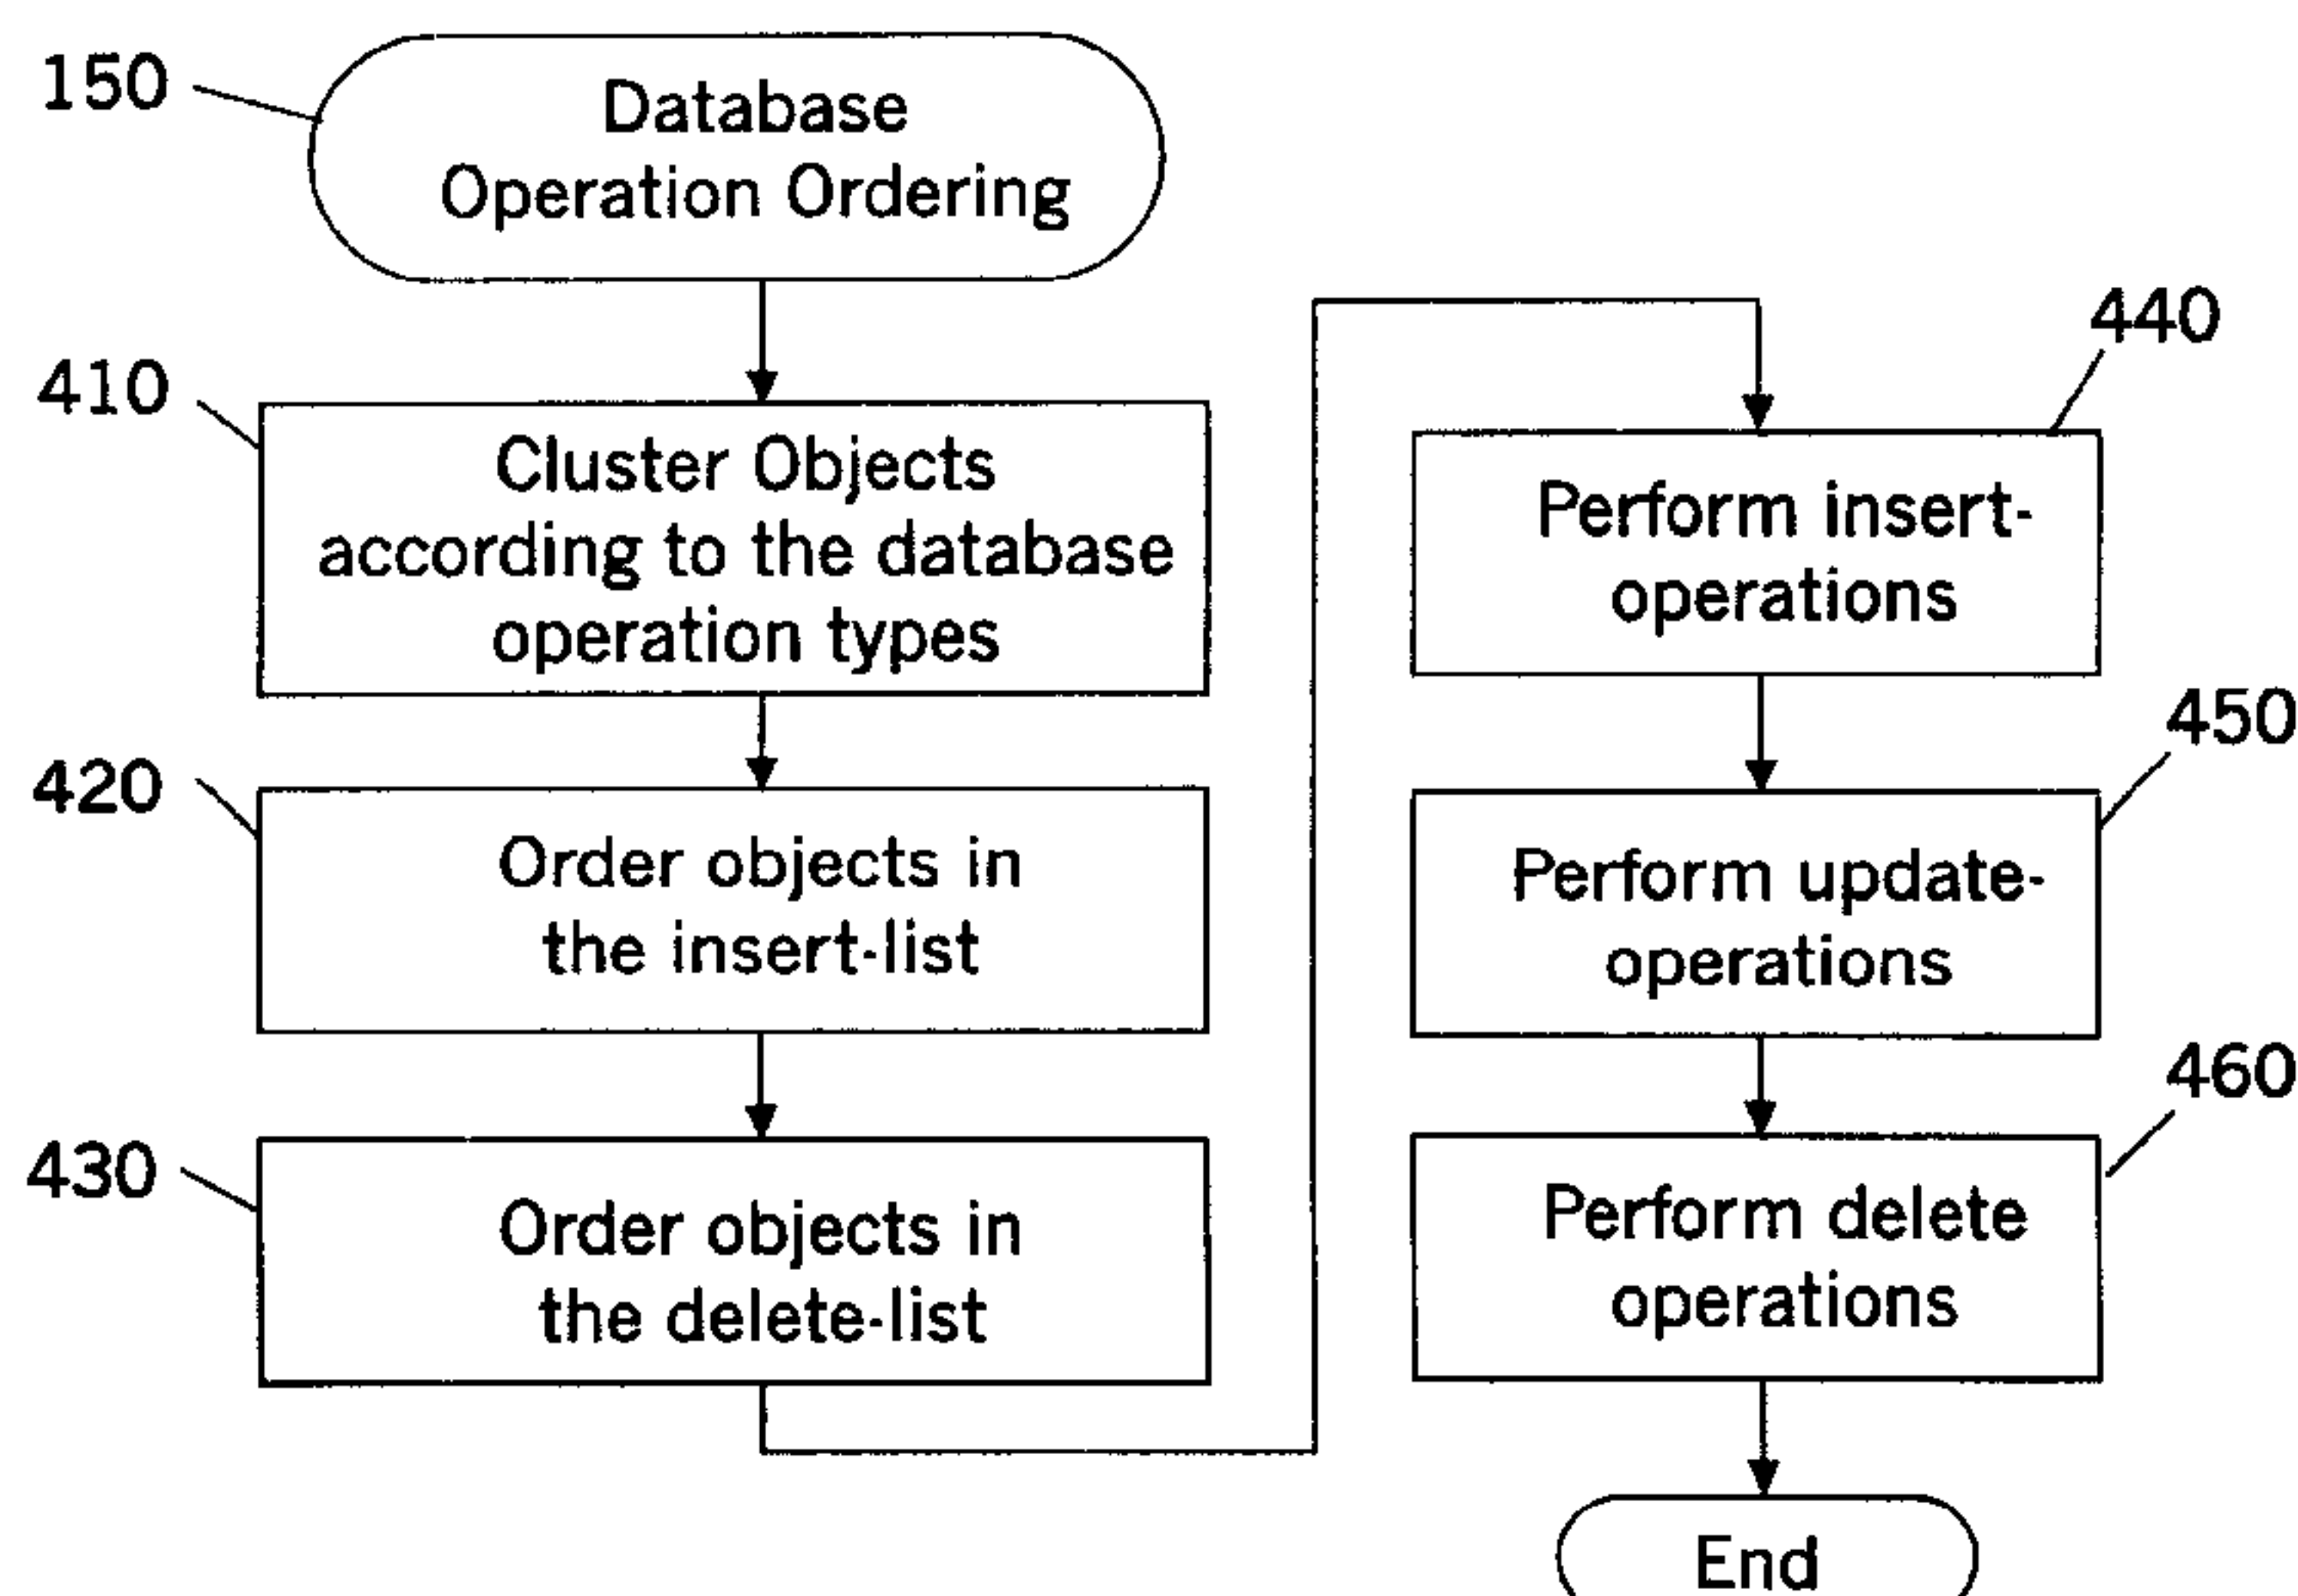 150
Database
Operation Ordering
410
Cluster Objects
according to the database
operation types
420
Order objects in
the insert-list
430
Order objects in
the delete-list
440
Perform insert-
operations
450
Perform update-
operations
460
Perform delete
operations
End